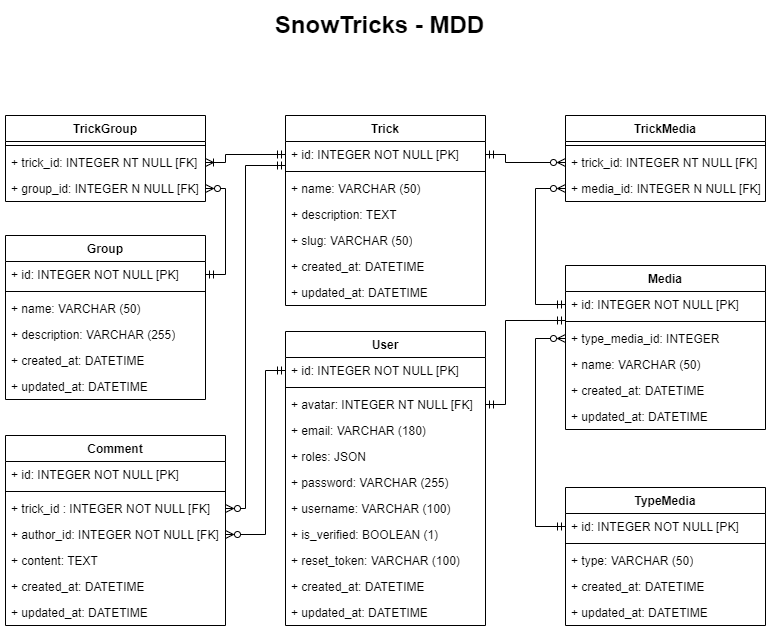 SnowTricks - MDD
TrickGroup
+ trick_id: INTEGER NT NULL [FK]
+ group_id: INTEGER N NULL [FK]
Group
+ id: INTEGER NOT NULL [PK]
+ name: VARCHAR (50)
+ description: VARCHAR (255)
+ created_at: DATETIME
+ updated_at: DATETIME
Comment
+ id: INTEGER NOT NULL [PK]
+ trick_id : INTEGER NOT NULL [FK]
+ author_id: INTEGER NOT NULL [FK]
+ content: TEXT
+ created_at: DATETIME
+ updated_at: DATETIME
Trick
+ id: INTEGER NOT NULL [PK]
+ name: VARCHAR (50)
+ description: TEXT
+ slug: VARCHAR (50)
+ created_at: DATETIME
+ updated_at: DATETIME
User
+ id: INTEGER NOT NULL [PK]
+ avatar: INTEGER NT NULL [FK]
+ email: VARCHAR (180)
+ roles: JSON
+ password: VARCHAR (255)
+ username: VARCHAR (100)
+ is_verified: BOOLEAN (1)
+ reset_token: VARCHAR (100)
+ created_at: DATETIME
+ updated_at: DATETIME
TrickMedia
+ trick_id: INTEGER NT NULL [FK]
+ media_id: INTEGER N NULL [FK]
Media
+ id: INTEGER NOT NULL [PK]
+ type_media_id: INTEGER
+ name: VARCHAR (50)
+ created_at: DATETIME
+ updated_at: DATETIME
TypeMedia
+ id: INTEGER NOT NULL [PK]
+ type: VARCHAR (50)
+ created_at: DATETIME
+ updated_at: DATETIME